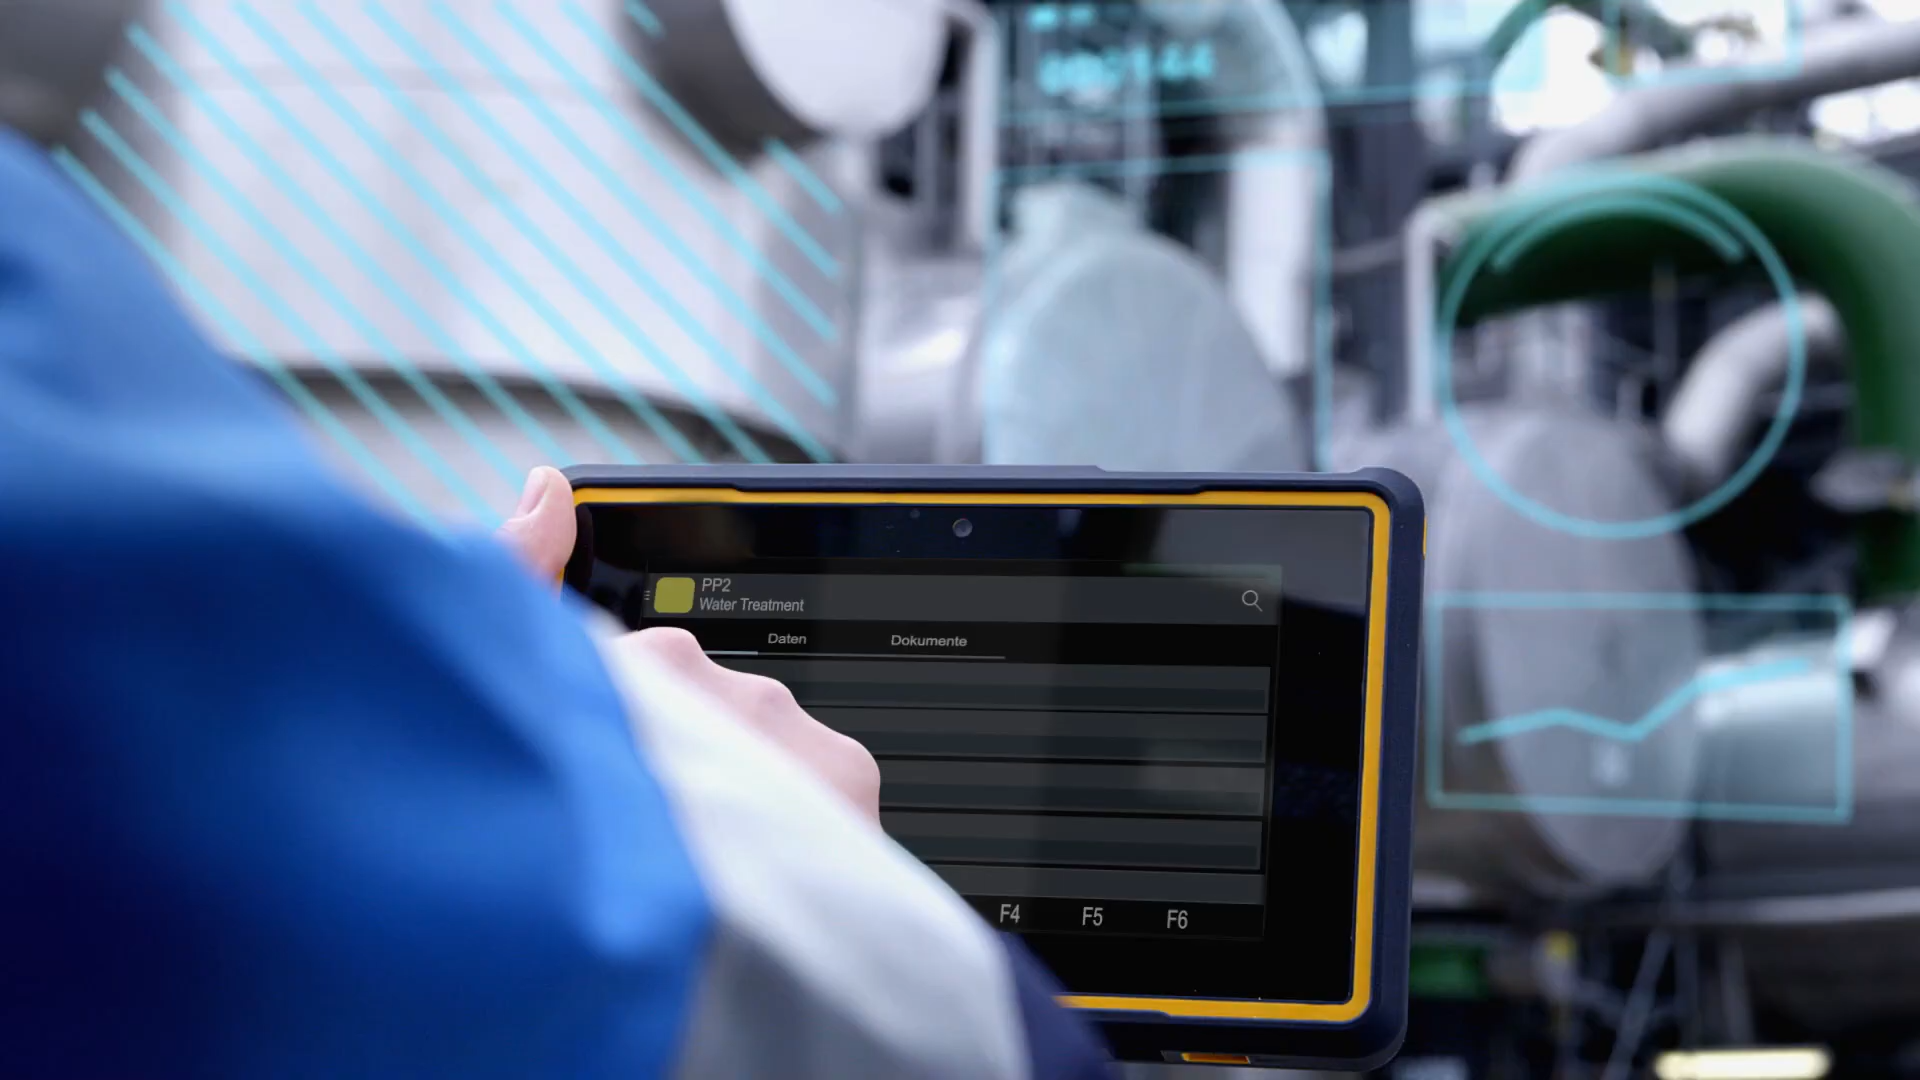 PP2
Water Treatment
Daten Dokumente
F4 F5 F6